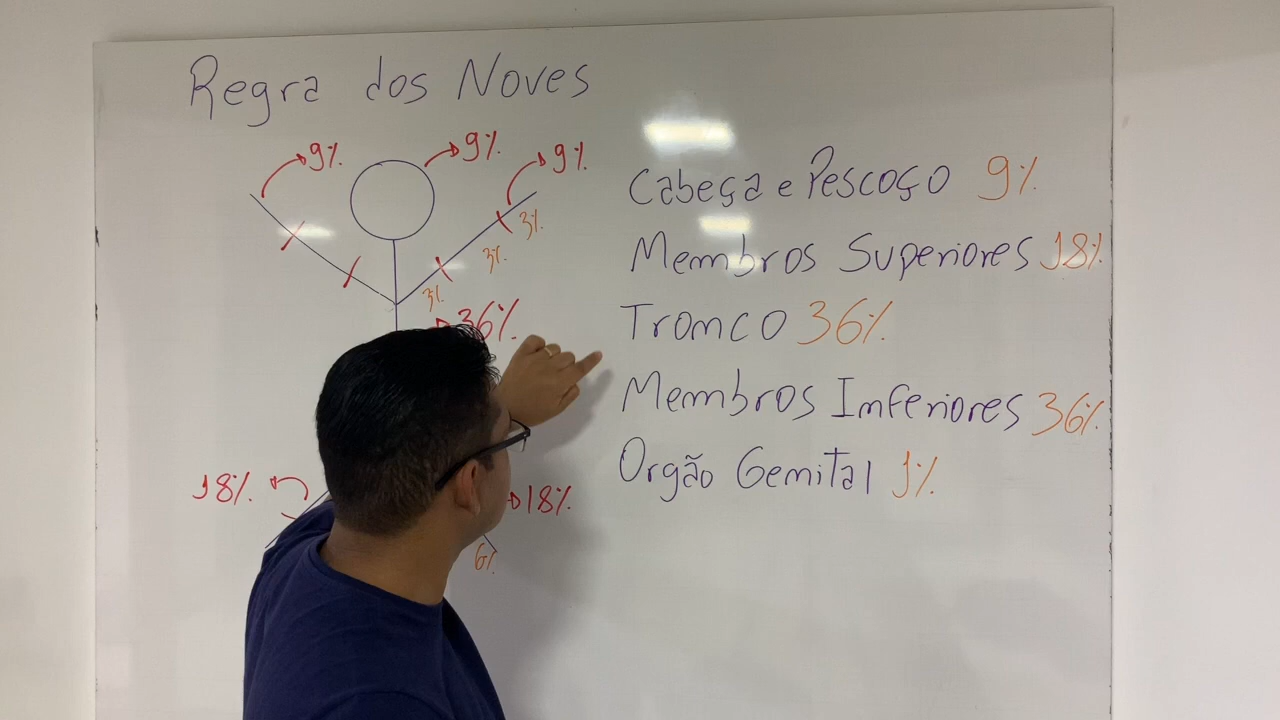 Regra dos Noves
9%
9%
9%
3%
3%
3%
36%
18%
18%
6%
Cabeça e Pescoço 9%
Membros Superiores 18%
Tronco 36%
Membros Inferiores 36%
Orgão Genital 1%